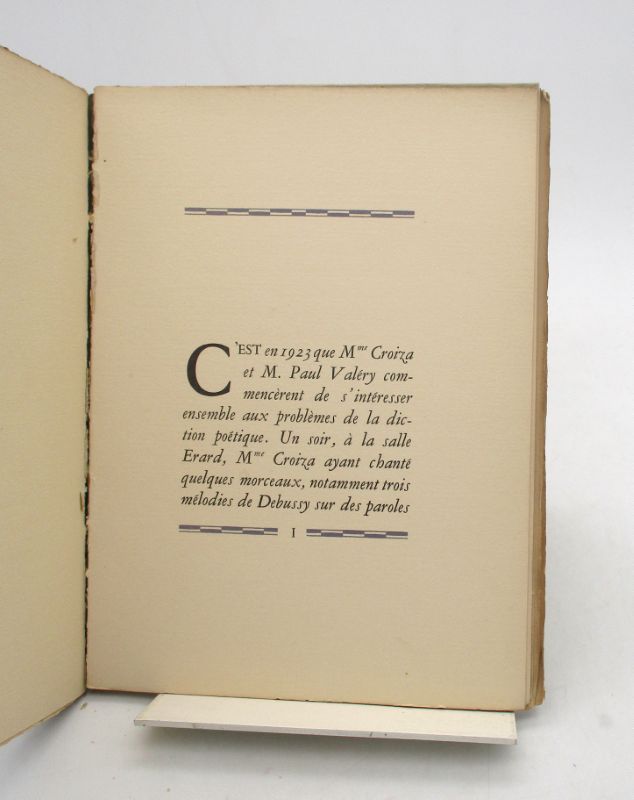 C'EST en 1923 que Mme Croiza
et M. Paul Valéry com-
mencèrent de s'intéresser
ensemble aux problèmes de la dic-
tion poétique. Un soir, à la salle
Erard, Mme Croiza ayant chanté
quelques morceaux, notamment trois
mélodies de Debussy sur des paroles
I